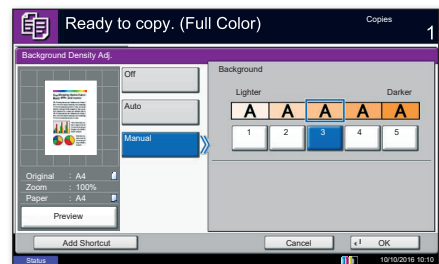 Ready to copy. (Full Color)
Copies
1
Background Density Adj.
Off
Auto
Manual
Background
Lighter
Darker
A A A A A
1 2 3 4 5
Original : A4
Zoom : 100%
Paper : A4
Preview
Add Shortcut
Cancel
OK
Status
10/10/2016 10:10